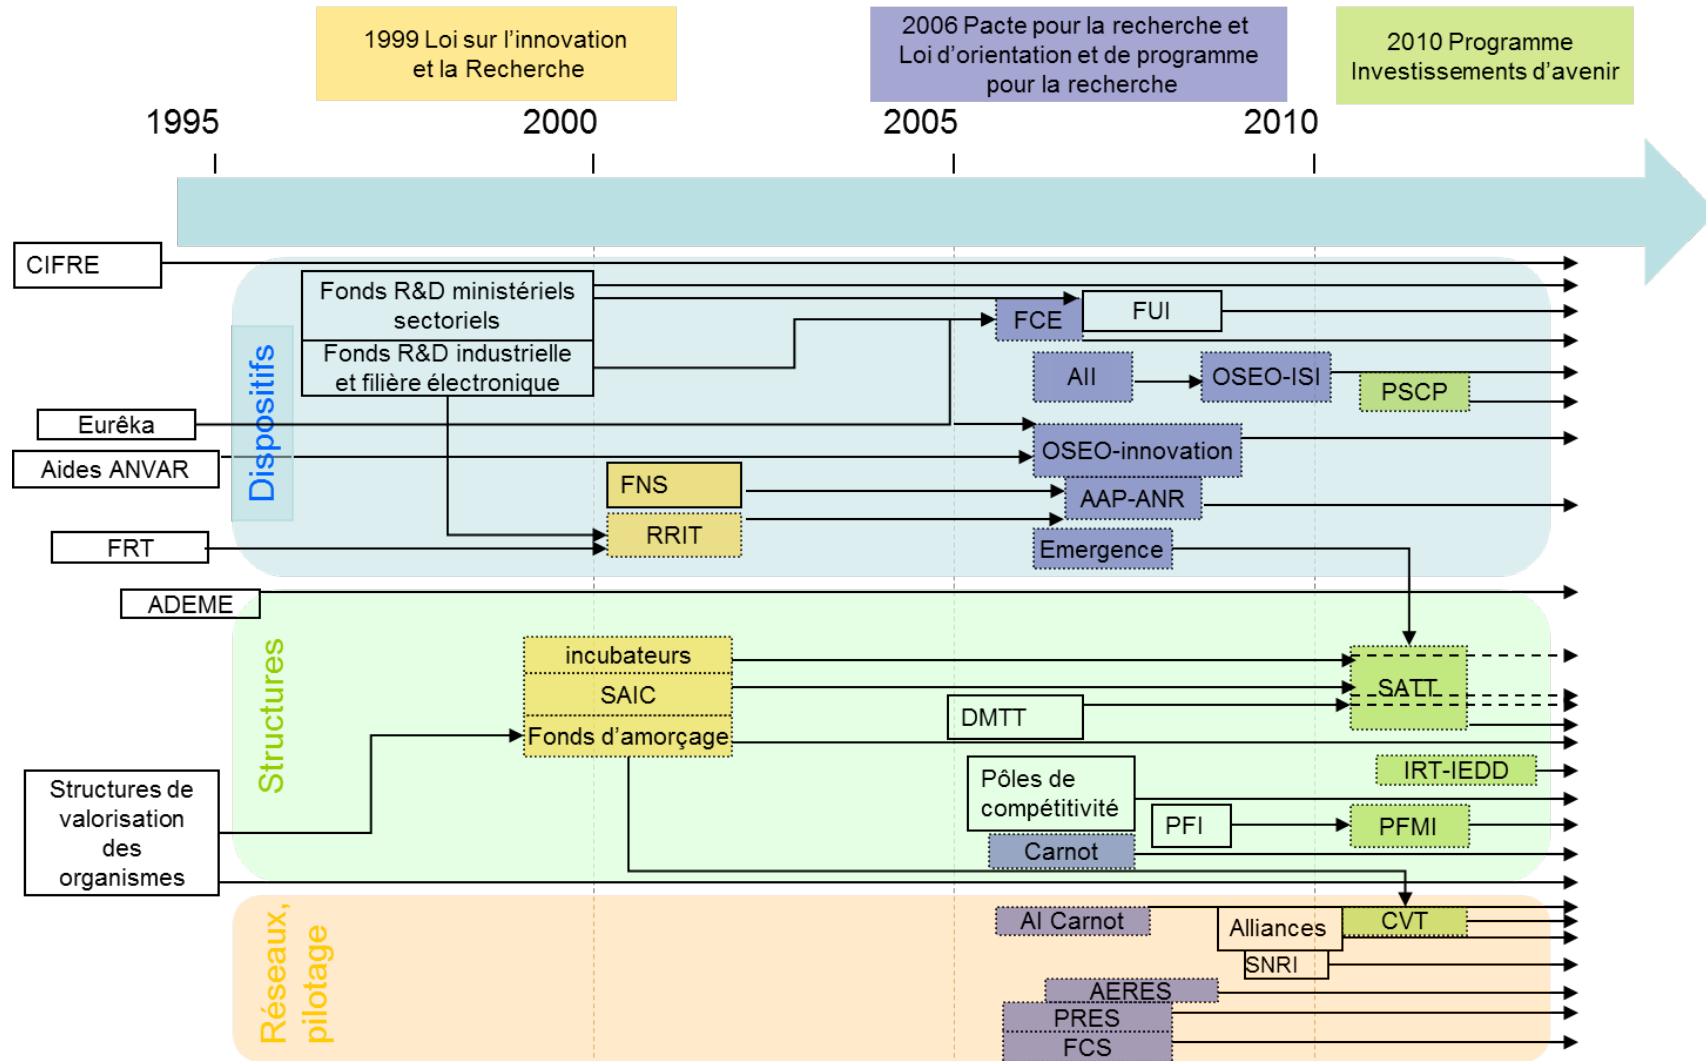 1999 Loi sur l'innovation
et la Recherche
2006 Pacte pour la recherche et
Loi d'orientation et de programme
pour la recherche
2010 Programme
Investissements d'avenir
1995
2000
2005
2010
CIFRE
Fonds R&D ministériels
sectoriels
Fonds R&D industrielle
et filière électronique
FCE
FUI
AII
OSEO-ISI
PSCP
Dispositifs
Eurêka
Aides ANVAR
OSEO-innovation
FNS
AAP-ANR
RRIT
FRT
Emergence
ADEME
Structures
incubateurs
SAIC
Fonds d'amorçage
SATT
DMTT
IRT-IEDD
Pôles de
compétitivité
PFI
PFMI
Carnot
Structures de
valorisation
des
organismes
Réseaux,
pilotage
AI Carnot
Alliances
CVT
SNRI
AERES
PRES
FCS